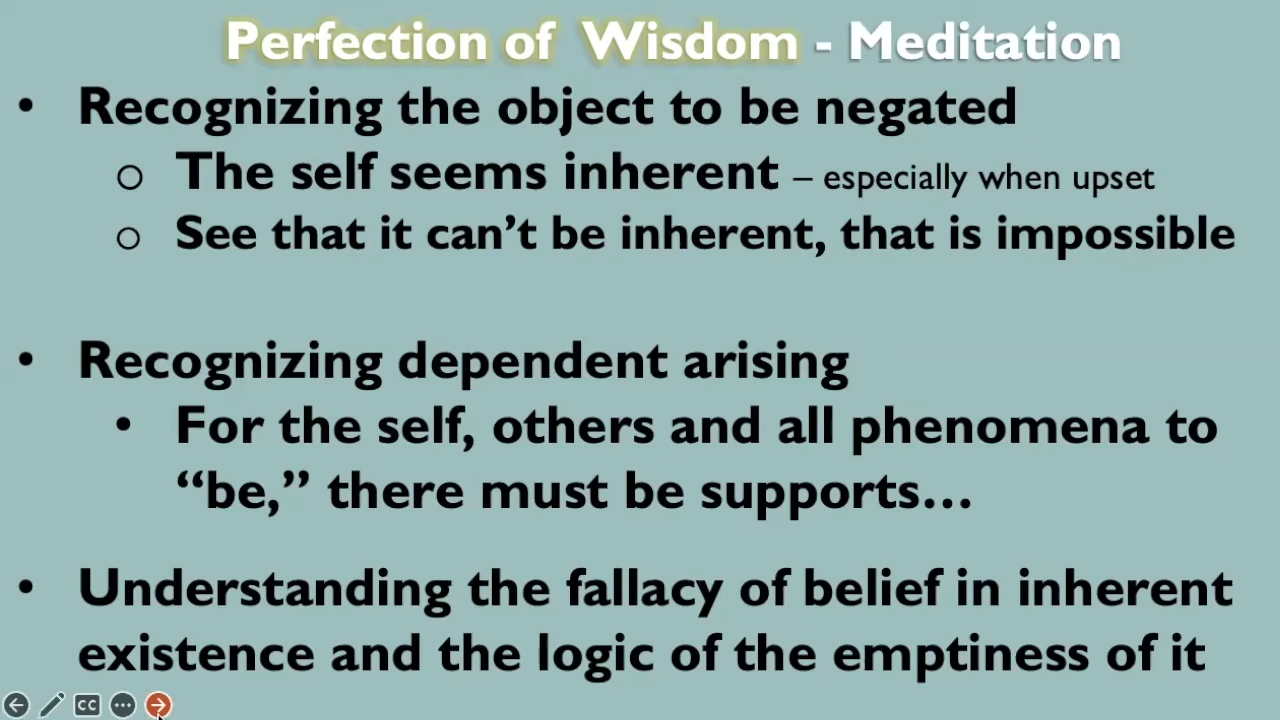 Perfection of Wisdom - Meditation
• Recognizing the object to be negated
o The self seems inherent – especially when upset
o See that it can’t be inherent, that is impossible
• Recognizing dependent arising
• For the self, others and all phenomena to
“be,” there must be supports…
• Understanding the fallacy of belief in inherent
existence and the logic of the emptiness of it
CC